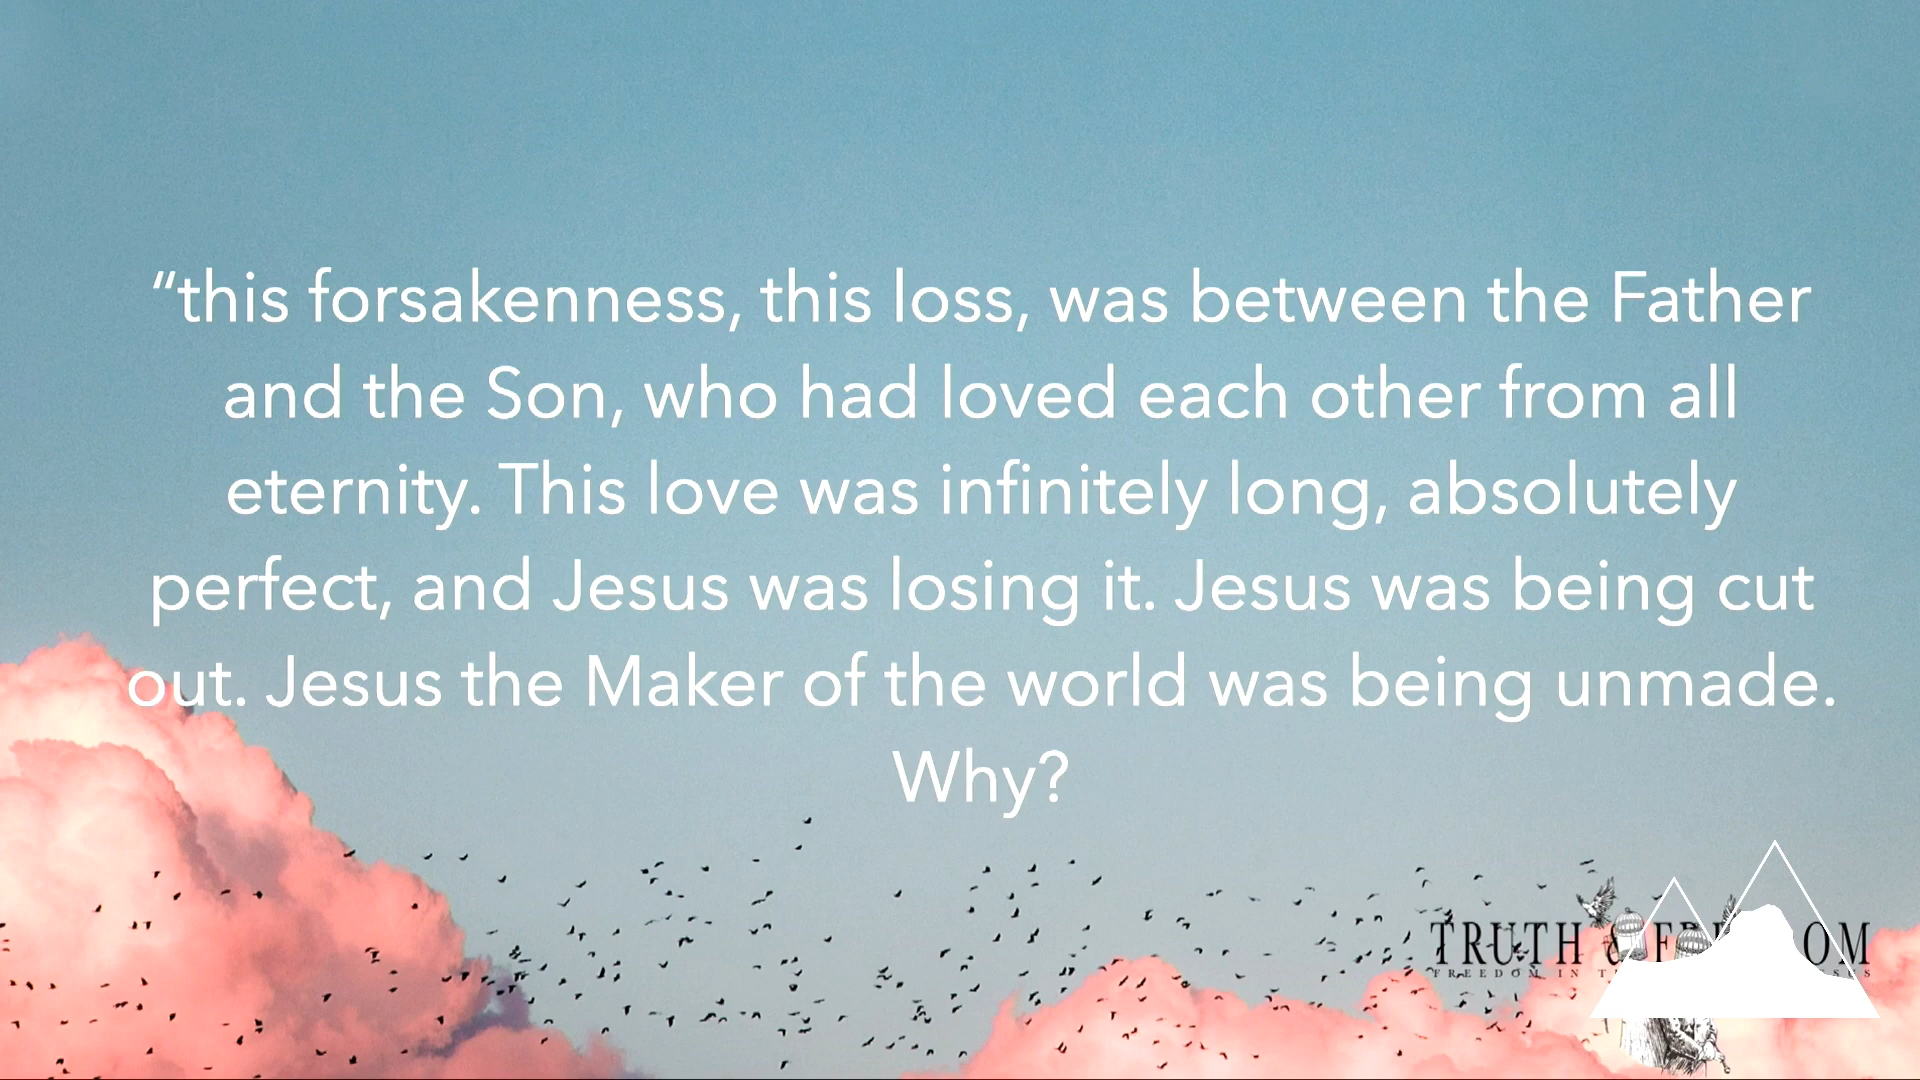 “this forsakenness, this loss, was between the Father
and the Son, who had loved each other from all
eternity. This love was infinitely long, absolutely
perfect, and Jesus was losing it. Jesus was being cut
out. Jesus the Maker of the world was being unmade.
Why?
TRUTH &
FREEDOM IN